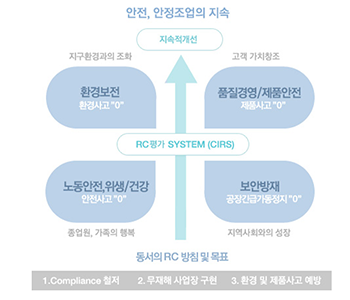 안전, 안정조업의 지속
지속적개선
지구환경과의 조화
고객 가치창조
환경보전
환경사고 "0"
품질경영/제품안전
제품사고 "0"
RC평가 SYSTEM (CIRS)
노동안전,위생/건강
안전사고 "0"
보안방재
공장긴급가동정지 "0"
종업원, 가족의 행복
지역사회와의 성장
동서의 RC 방침 및 목표
1.Compliance 철저 2. 무재해 사업장 구현 3. 환경 및 제품사고 예방